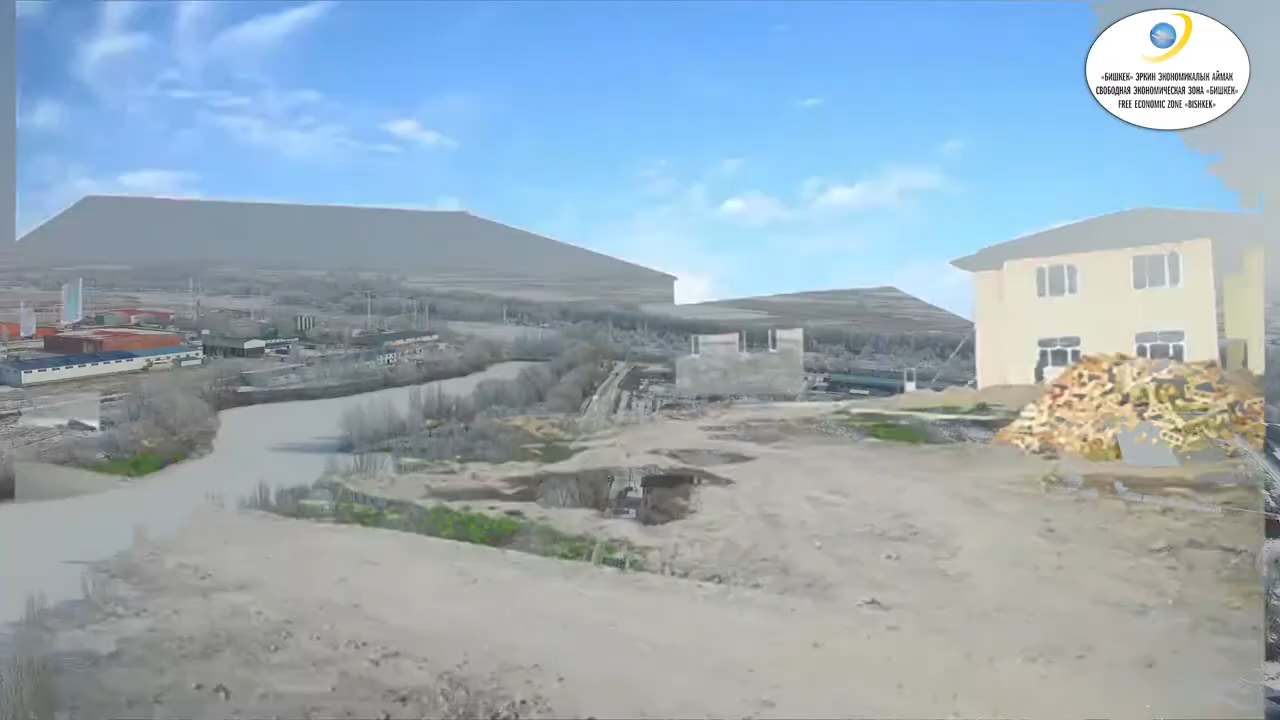 «БИШКЕК» ЭРКИН ЭКОНОМИКАЛЫК АЙМАК
СВОБОДНАЯ ЭКОНОМИЧЕСКАЯ ЗОНА «БИШКЕК»
FREE ECONOMIC ZONE «BISHKEK»